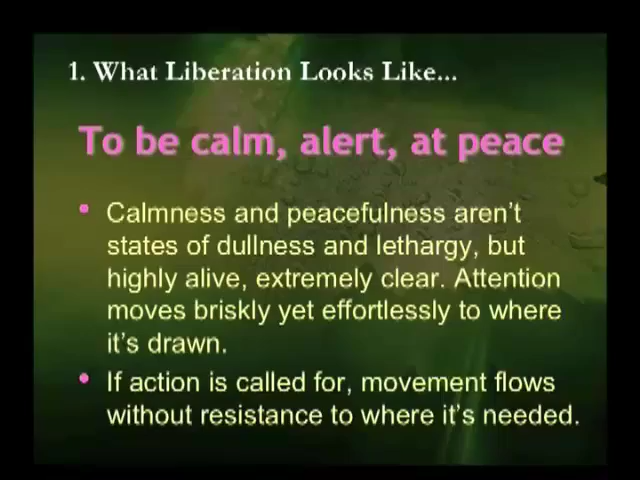 1. What Liberation Looks Like...
To be calm, alert, at peace
• Calmness and peacefulness aren't
states of dullness and lethargy, but
highly alive, extremely clear. Attention
moves briskly yet effortlessly to where
it's drawn.
• If action is called for, movement flows
without resistance to where it's needed.